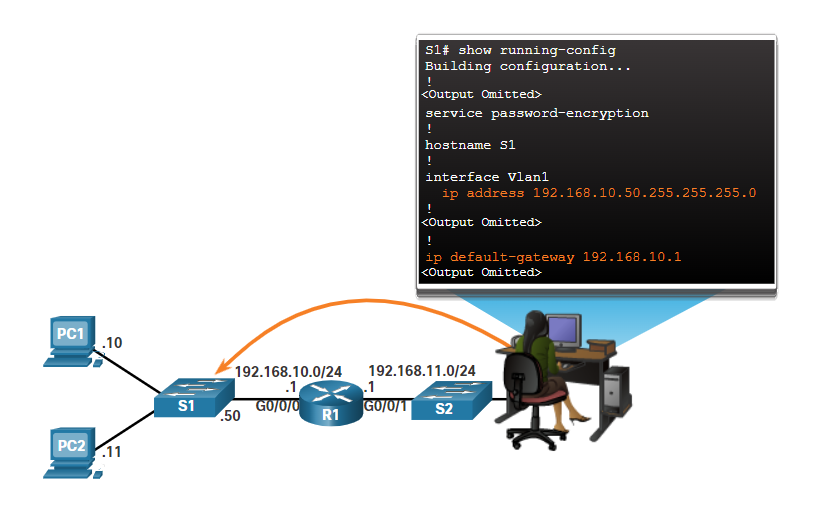 S1# show running-config
Building configuration...
!
<Output Omitted>
service password-encryption
!
hostname S1
!
interface Vlan1
ip address 192.168.10.50.255.255.255.0
!
<Output Omitted>
!
ip default-gateway 192.168.10.1
<Output Omitted>
PC1
.10
192.168.10.0/24
192.168.11.0/24
.1
.1
S1
.50
G0/0/0
R1
G0/0/1
S2
PC2
.11